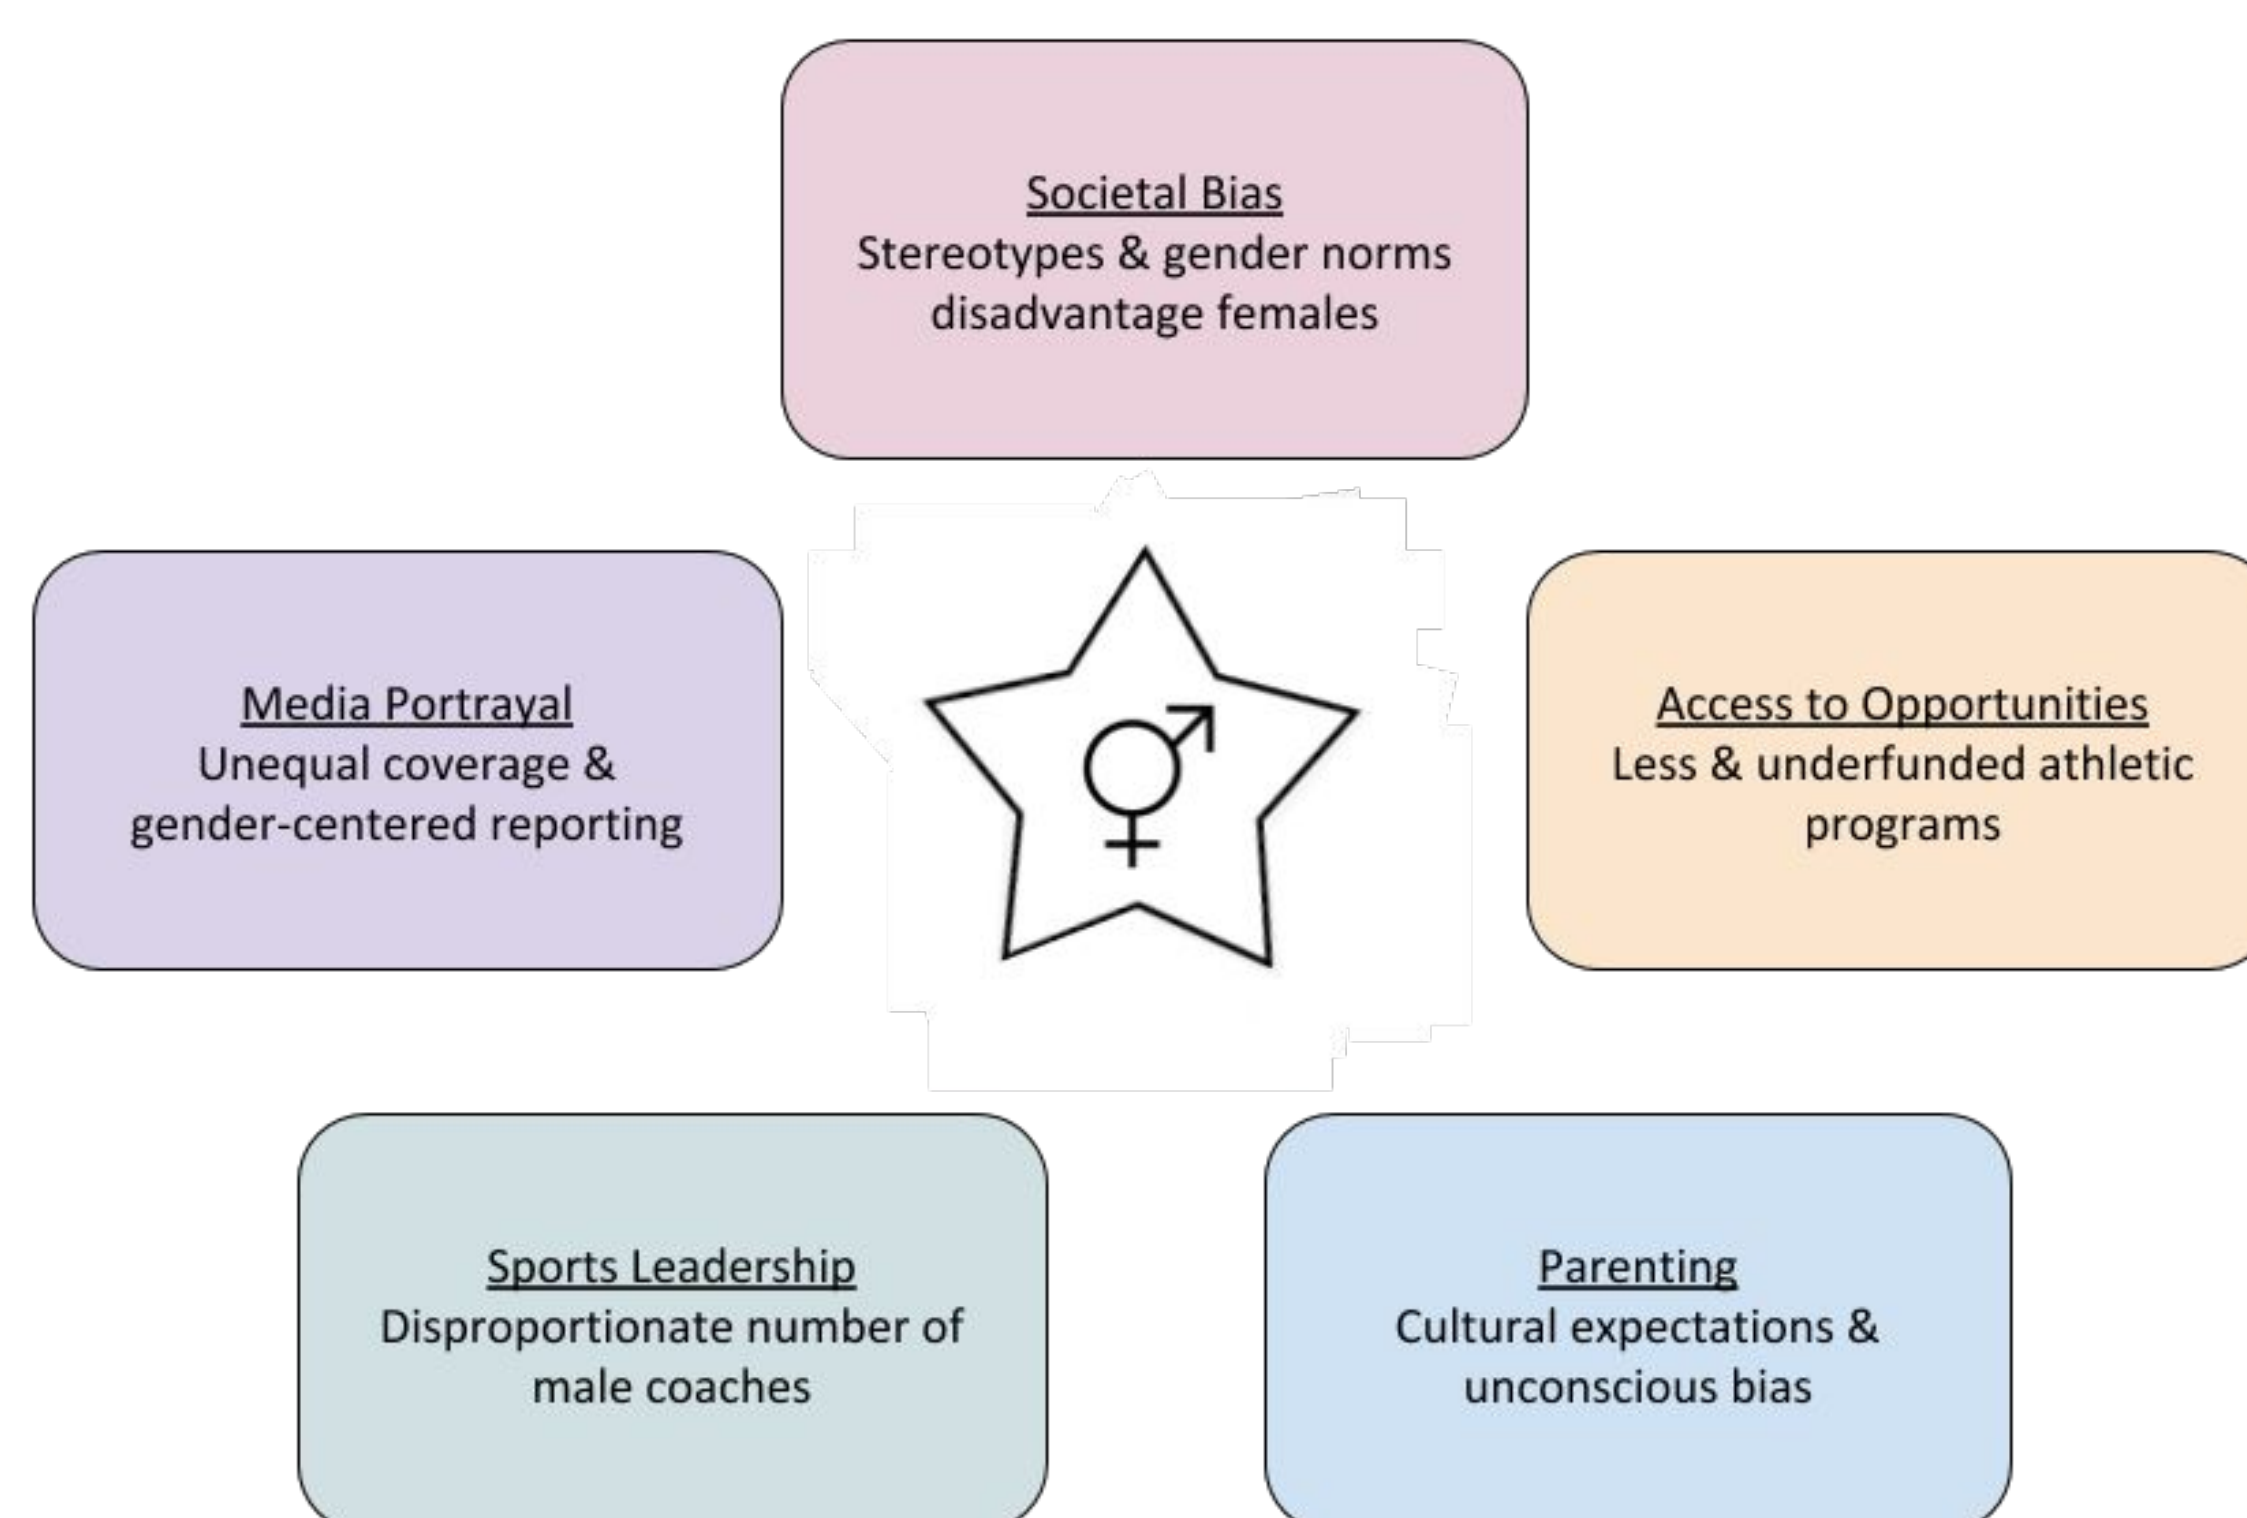 Societal Bias
Stereotypes & gender norms
disadvantage females
Media Portrayal
Unequal coverage &
gender-centered reporting
Access to Opportunities
Less & underfunded athletic
programs
Sports Leadership
Disproportionate number of
male coaches
Parenting
Cultural expectations &
unconscious bias